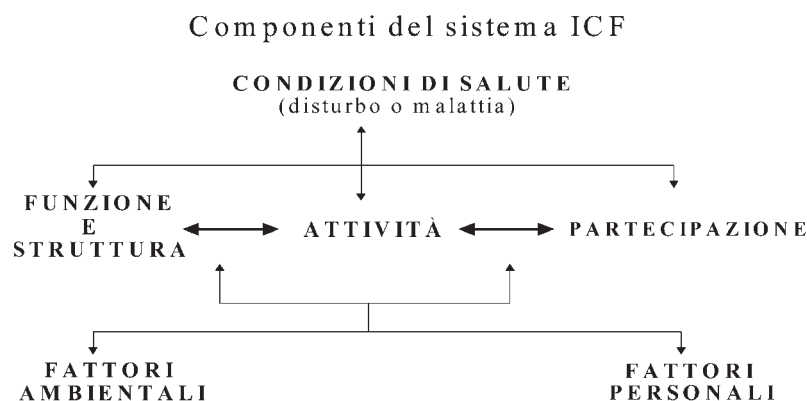 Componenti del sistema ICF
CONDIZIONI DI SALUTE
(disturbo o malattia)
FUNZIONE
E
STRUTTURA
ATTIVITÀ
PARTECIPAZIONE
FATTORI
AMBIENTALI
FATTORI
PERSONALI